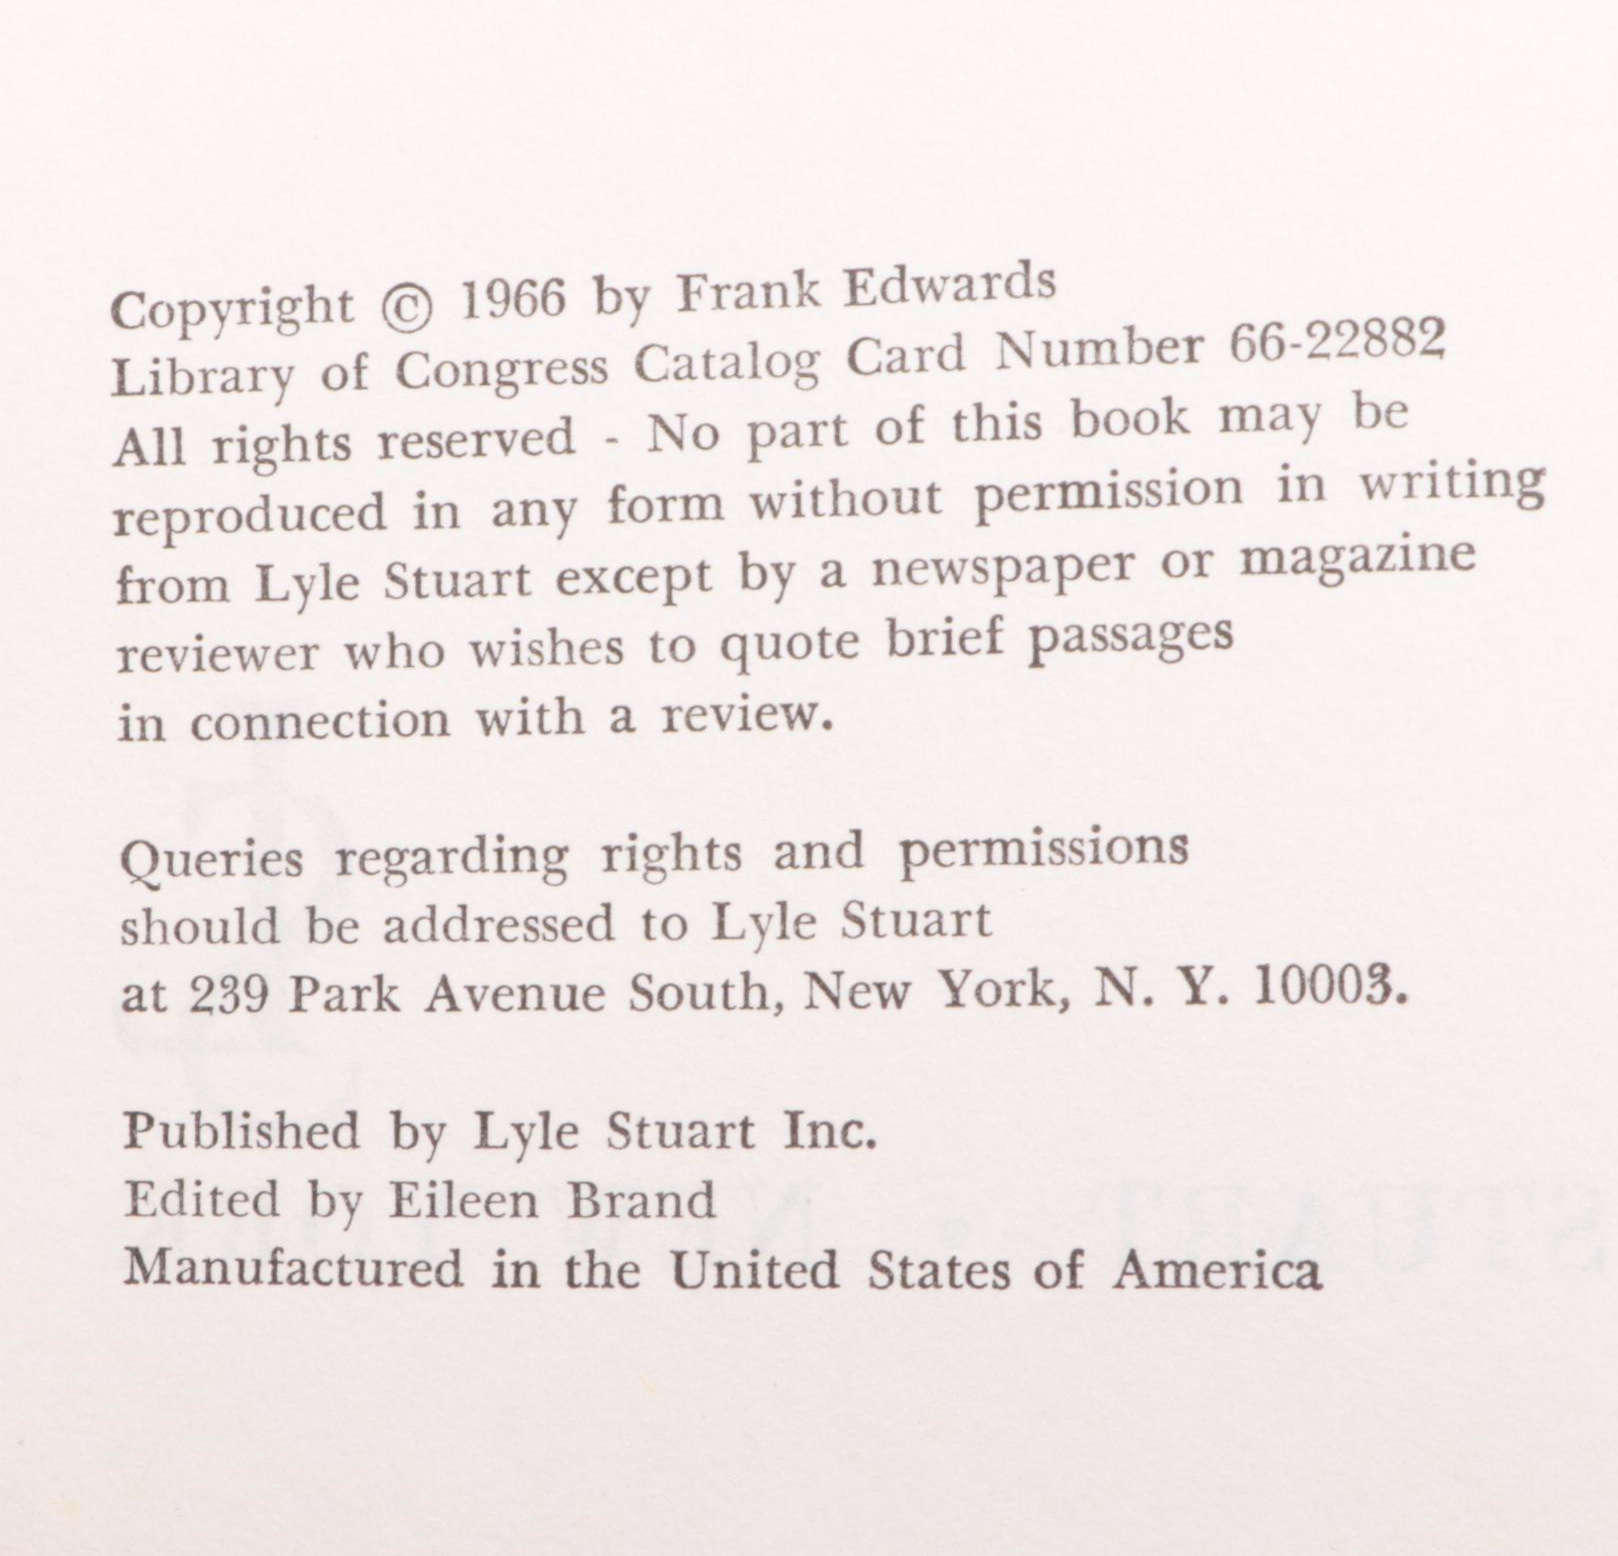 Copyright © 1966 by Frank Edwards
Library of Congress Catalog Card Number 66-22882
All rights reserved - No part of this book may be
reproduced in any form without permission in writing
from Lyle Stuart except by a newspaper or magazine
reviewer who wishes to quote brief passages
in connection with a review.
Queries regarding rights and permissions
should be addressed to Lyle Stuart
at 239 Park Avenue South, New York, N. Y. 10003.
Published by Lyle Stuart Inc.
Edited by Eileen Brand
Manufactured in the United States of America